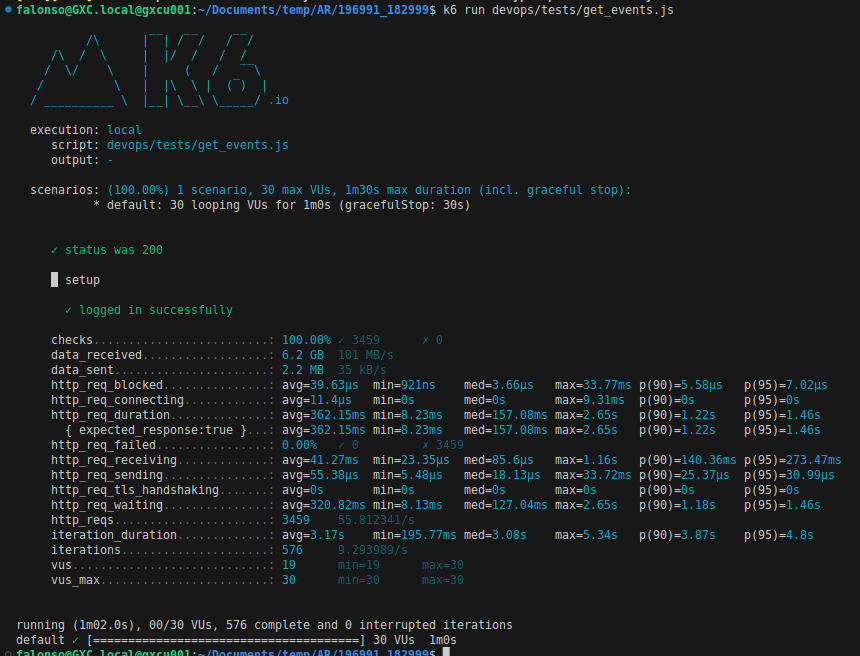 falonso@GXC.local@gxcu001:~/Documents/temp/AR/196991_182999$ k6 run devops/tests/get_events.js
          /\      |‾‾| /‾‾/   /‾‾/
     /\  /  \     |  |/  /   /  /
    /  \/    \    |     (   /   ‾‾\
   /          \   |  |\  \ |  (‾)  |
  / __________ \  |__| \__\ \_____/ .io
  execution: local
     script: devops/tests/get_events.js
     output: -
  scenarios: (100.00%) 1 scenario, 30 max VUs, 1m30s max duration (incl. graceful stop):
           * default: 30 looping VUs for 1m0s (gracefulStop: 30s)
     ✓ status was 200
     █ setup
       ✓ logged in successfully
     checks.........................: 100.00% ✓ 3459      ✗ 0
     data_received..................: 6.2 GB  101 MB/s
     data_sent......................: 2.2 MB  35 kB/s
     http_req_blocked...............: avg=39.63µs  min=921ns    med=3.66µs   max=33.77ms p(90)=5.58µs   p(95)=7.02µs
     http_req_connecting............: avg=11.4µs   min=0s       med=0s       max=9.31ms  p(90)=0s       p(95)=0s
     http_req_duration..............: avg=362.15ms min=8.23ms   med=157.08ms max=2.65s   p(90)=1.22s    p(95)=1.46s
       { expected_response:true }...: avg=362.15ms min=8.23ms   med=157.08ms max=2.65s   p(90)=1.22s    p(95)=1.46s
     http_req_failed................: 0.00%   ✓ 0         ✗ 3459
     http_req_receiving.............: avg=41.27ms  min=23.35µs  med=85.6µs   max=1.16s   p(90)=140.36ms p(95)=273.47ms
     http_req_sending...............: avg=55.38µs  min=5.48µs   med=18.13µs  max=33.72ms p(90)=25.37µs  p(95)=30.99µs
     http_req_tls_handshaking.......: avg=0s       min=0s       med=0s       max=0s      p(90)=0s       p(95)=0s
     http_req_waiting...............: avg=320.82ms min=8.13ms   med=127.04ms max=2.65s   p(90)=1.18s    p(95)=1.46s
     http_reqs......................: 3459    55.812341/s
     iteration_duration.............: avg=3.17s    min=195.77ms med=3.08s    max=5.34s   p(90)=3.87s    p(95)=4.8s
     iterations.....................: 576     9.293989/s
     vus............................: 19      min=19      max=30
     vus_max........................: 30      min=30      max=30
running (1m02.0s), 00/30 VUs, 576 complete and 0 interrupted iterations
default ✓ [======================================] 30 VUs  1m0s
falonso@GXC.local@gxcu001:~/Documents/temp/AR/196991_182999$